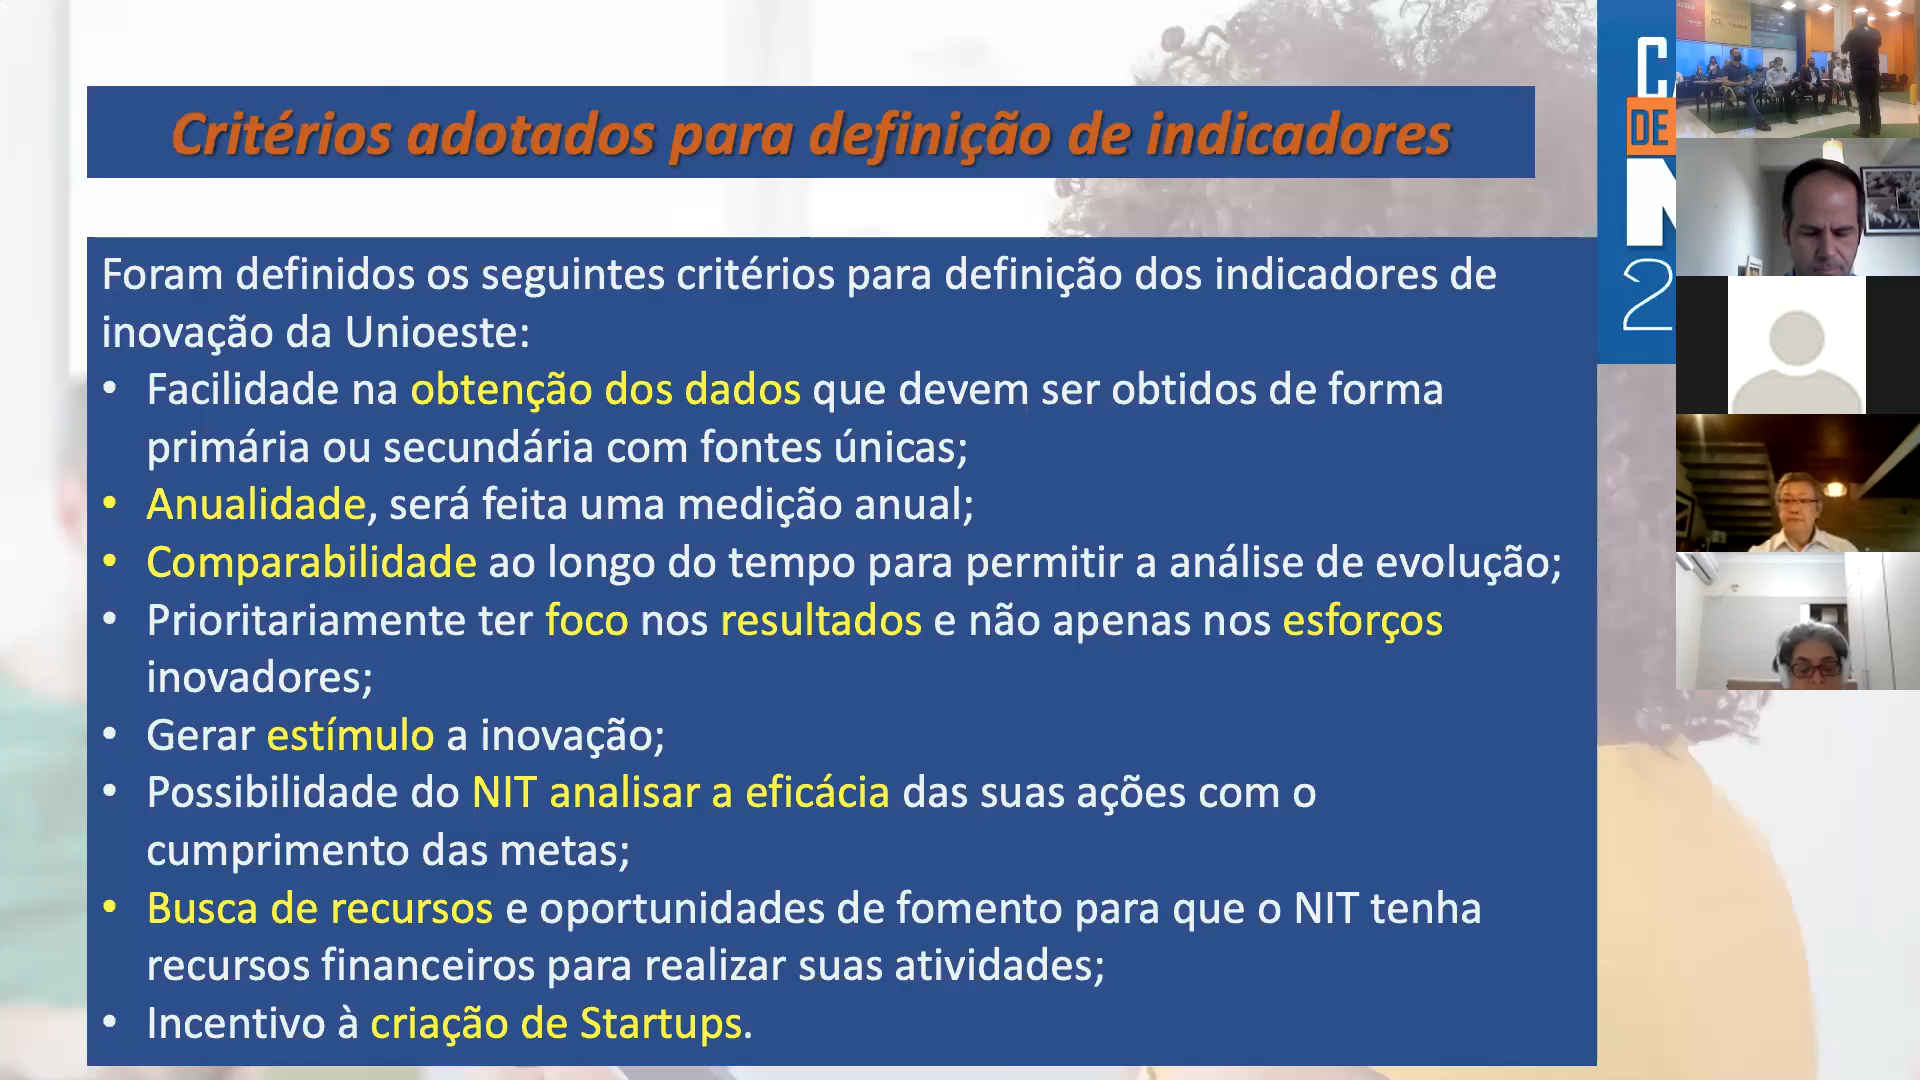 Critérios adotados para definição de indicadores
Foram definidos os seguintes critérios para definição dos indicadores de
inovação da Unioeste:
• Facilidade na obtenção dos dados que devem ser obtidos de forma
primária ou secundária com fontes únicas;
• Anualidade, será feita uma medição anual;
• Comparabilidade ao longo do tempo para permitir a análise de evolução;
• Prioritariamente ter foco nos resultados e não apenas nos esforços
inovadores;
• Gerar estímulo a inovação;
• Possibilidade do NIT analisar a eficácia das suas ações com o
cumprimento das metas;
• Busca de recursos e oportunidades de fomento para que o NIT tenha
recursos financeiros para realizar suas atividades;
• Incentivo à criação de Startups.
DE
2